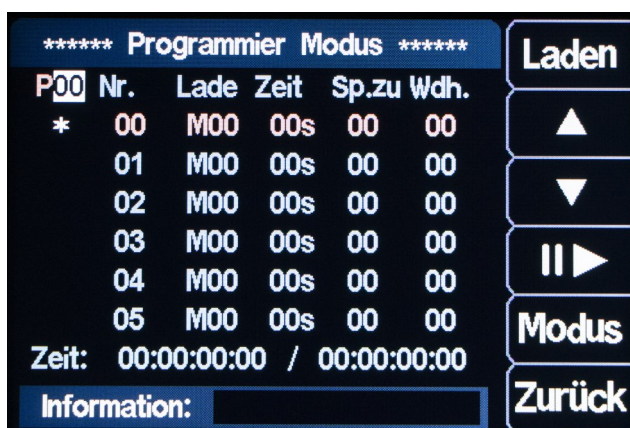 ****** Programmier Modus ******
P00 Nr. Lade Zeit Sp.zu Wdh.
* 00 M00 00s 00 00
01 M00 00s 00 00
02 M00 00s 00 00
03 M00 00s 00 00
04 M00 00s 00 00
05 M00 00s 00 00
Zeit: 00:00:00:00 / 00:00:00:00
Information:
Laden
Modus
Zurück